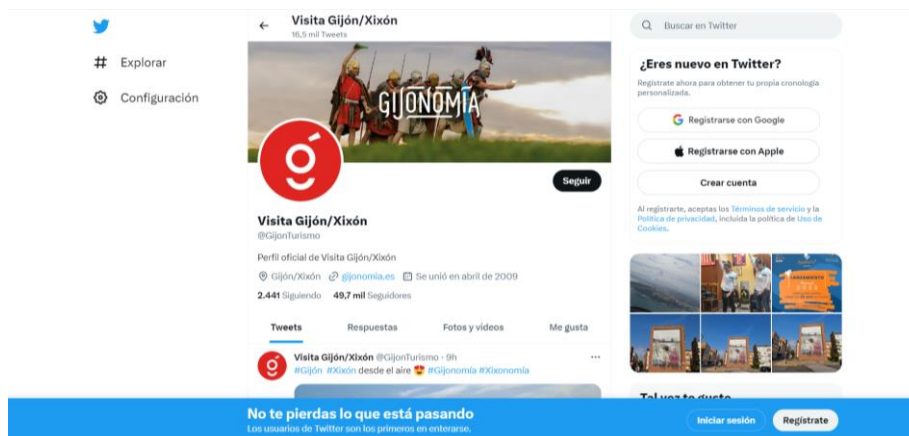 Explorar
Configuración
Visita Gijón/Xixón
16,5 mil Tweets
GIJONOMÍA
Seguir
Visita Gijón/Xixón
@GijonTurismo
Perfil oficial de Visita Gijón/Xixón
Gijón/Xixón gijonomia.es Se unió en abril de 2009
2.441 Siguiendo 49,7 mil Seguidores
Tweets Respuestas Fotos y vídeos Me gusta
Visita Gijón/Xixón @GijonTurismo · 9h
#Gijón #Xixón desde el aire 😍 #Gijonomía #Xixonomía
Buscar en Twitter
¿Eres nuevo en Twitter?
Regístrate ahora para obtener tu propia cronología
personalizada.
Registrarse con Google
Registrarse con Apple
Crear cuenta
Al registrarte, aceptas los Términos de servicio y la
Política de privacidad, incluida la política de Uso de
Cookies.
Tal vez te guste
No te pierdas lo que está pasando
Los usuarios de Twitter son los primeros en enterarse.
Iniciar sesión
Regístrate